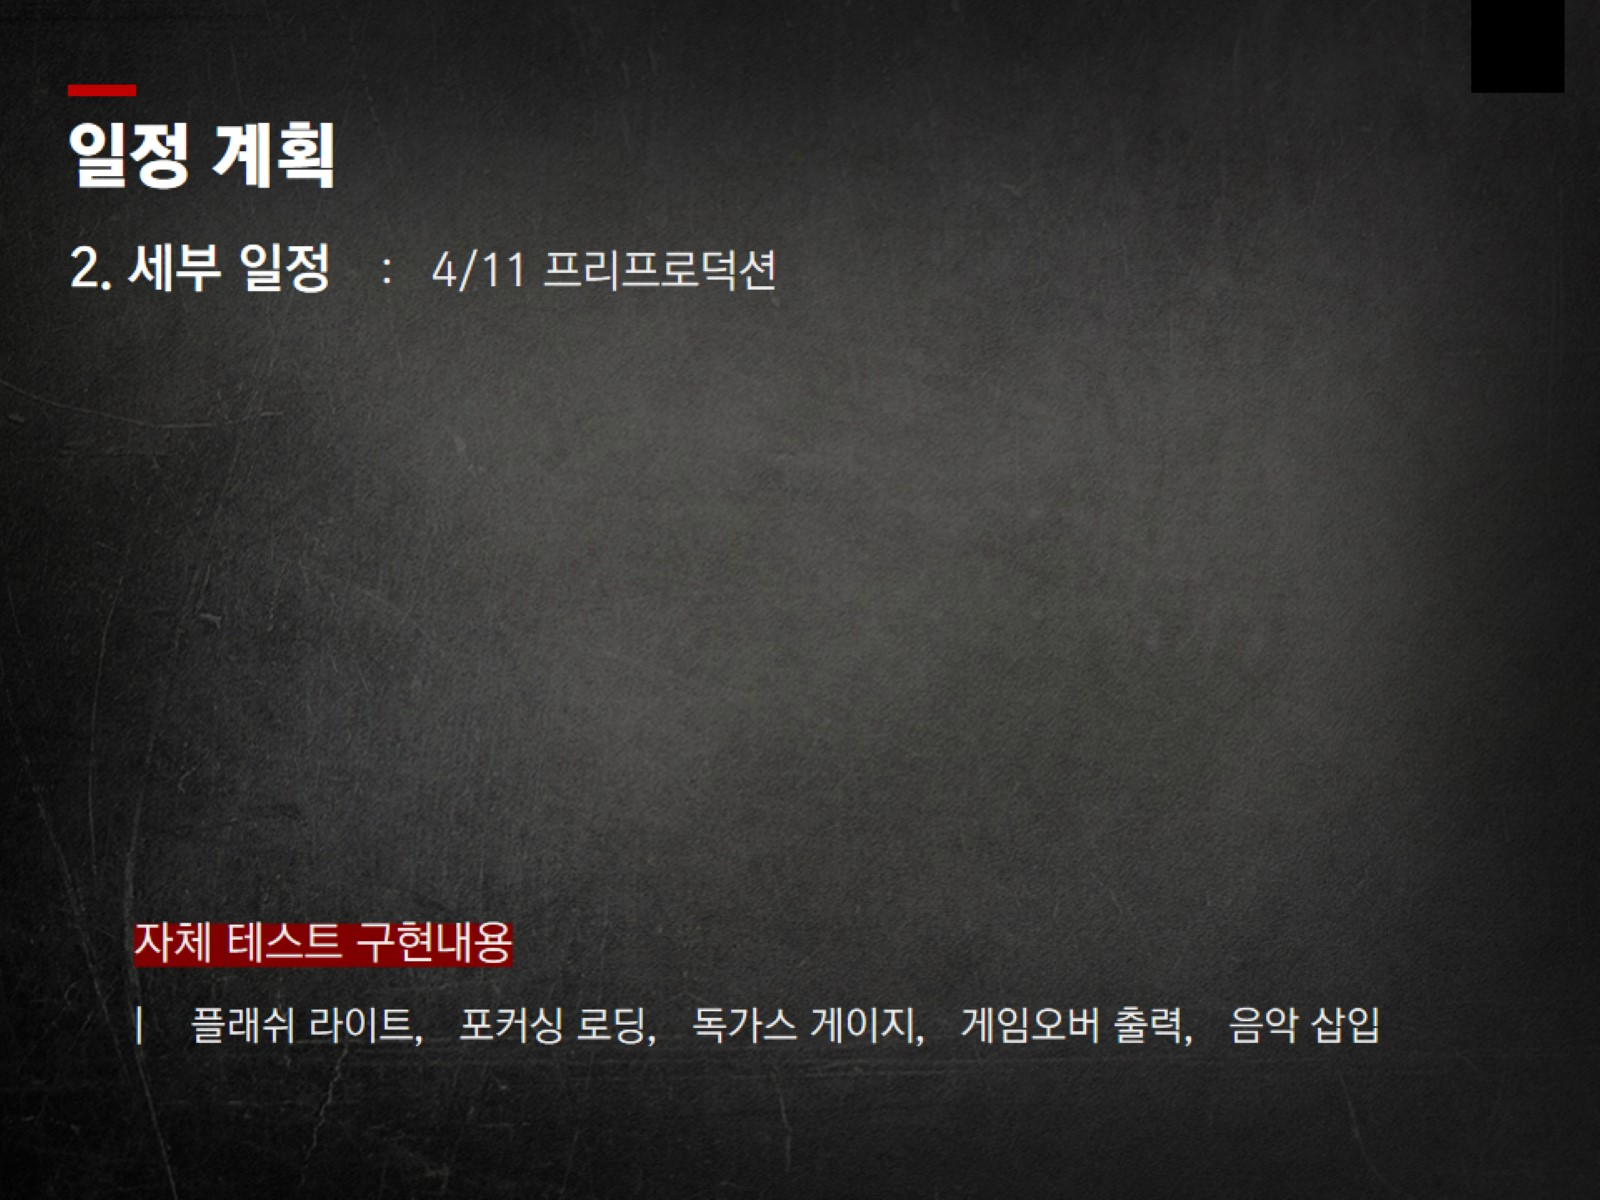 일정 계획
2. 세부 일정 : 4/11 프리프로덕션
자체 테스트 구현내용
| 플래쉬 라이트, 포커싱 로딩, 독가스 게이지, 게임오버 출력, 음악 삽입